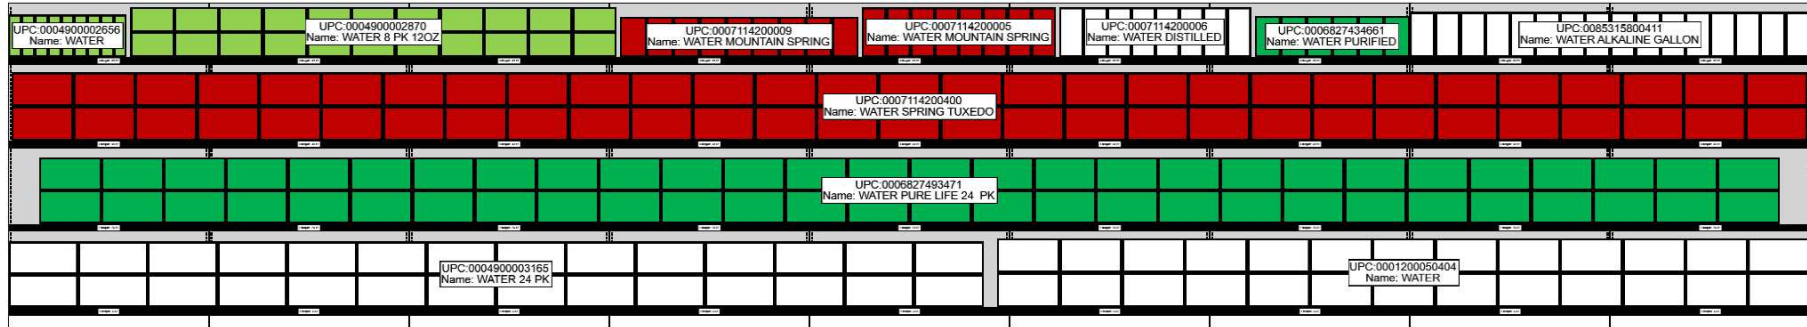 UPC:0004900002656
Name: WATER
UPC:0004900002870
Name: WATER 8 PK 12OZ
UPC:0007114200009
Name: WATER MOUNTAIN SPRING
UPC:0007114200005
Name: WATER MOUNTAIN SPRING
UPC:0007114200006
Name: WATER DISTILLED
UPC:0006827434661
Name: WATER PURIFIED
UPC:0085315800411
Name: WATER ALKALINE GALLON
UPC:0007114200400
Name: WATER SPRING TUXEDO
UPC:0006827493471
Name: WATER PURE LIFE 24 PK
UPC:0004900003165
Name: WATER 24 PK
UPC:0001200050404
Name: WATER